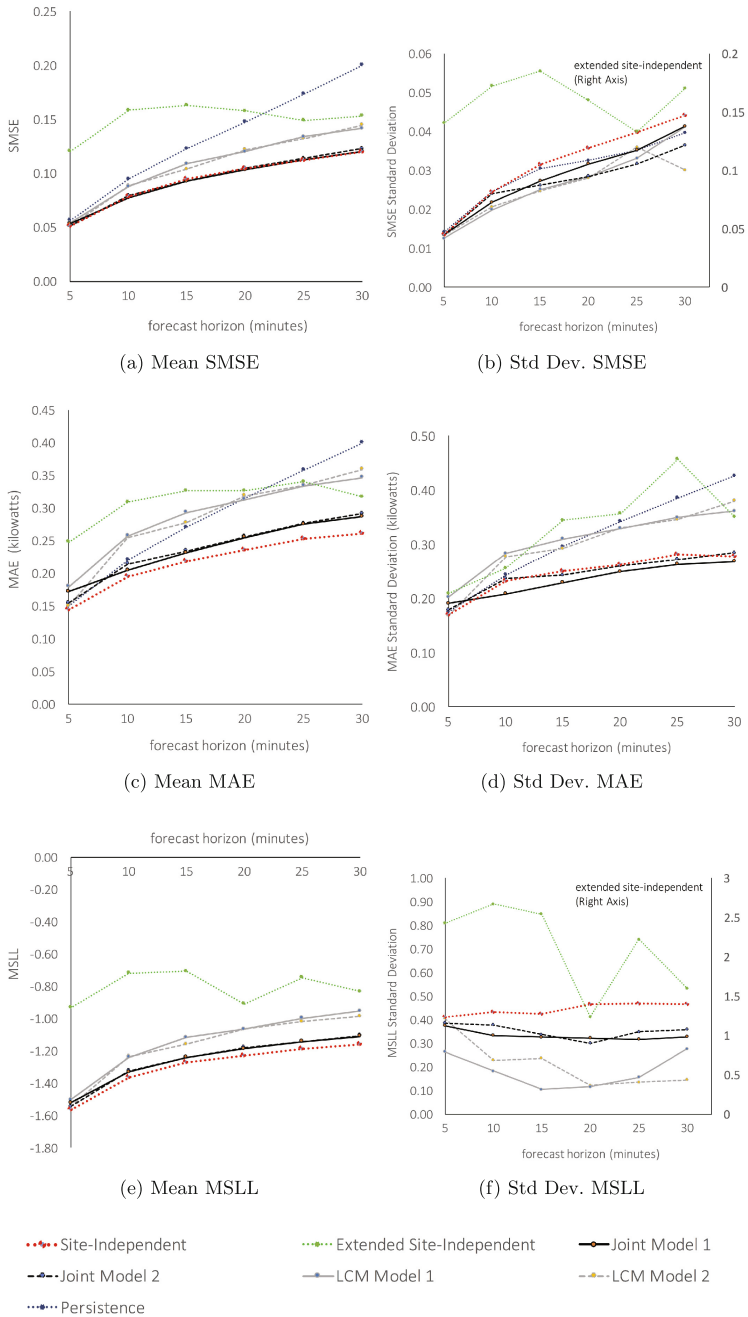 0.25
0.20
0.15
0.10
0.05
0.00
SMSE
5 10 15 20 25 30
forecast horizon (minutes)
(a) Mean SMSE
extended site-independent
(Right Axis)
0.06
0.05
0.04
0.03
0.02
0.01
0.00
SMSE Standard Deviation
0.2
0.15
0.1
0.05
0
5 10 15 20 25 30
forecast horizon (minutes)
(b) Std Dev. SMSE
0.45
0.40
0.35
0.30
0.25
0.20
0.15
0.10
0.05
0.00
MAE (kilowatts)
5 10 15 20 25 30
forecast horizon (minutes)
(c) Mean MAE
0.50
0.40
0.30
0.20
0.10
0.00
MAE Standard Deviation (kilowatts)
5 10 15 20 25 30
forecast horizon (minutes)
(d) Std Dev. MAE
forecast horizon (minutes)
5 10 15 20 25 30
0.00
-0.20
-0.40
-0.60
-0.80
-1.00
-1.20
-1.40
-1.60
-1.80
MSLL
(e) Mean MSLL
extended site-independent
(Right Axis)
1.00
0.90
0.80
0.70
0.60
0.50
0.40
0.30
0.20
0.10
0.00
MSLL Standard Deviation
3
2.5
2
1.5
1
0.5
0
5 10 15 20 25 30
forecast horizon (minutes)
(f) Std Dev. MSLL
Site-Independent Extended Site-Independent Joint Model 1
Joint Model 2 LCM Model 1 LCM Model 2
Persistence